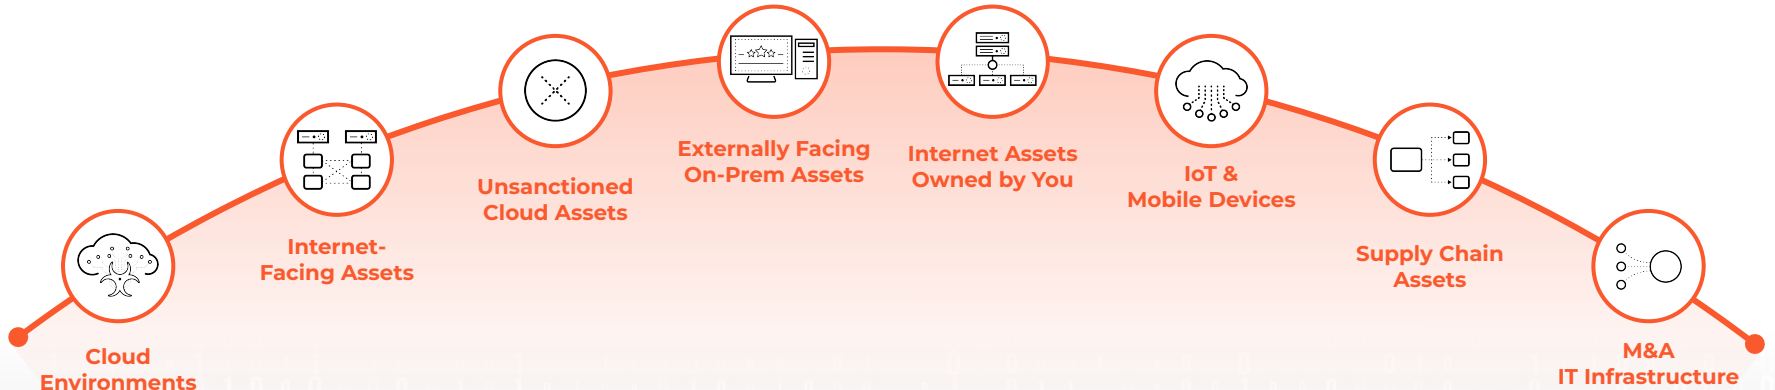 Cloud
Environments
Internet-
Facing Assets
Unsanctioned
Cloud Assets
Externally Facing
On-Prem Assets
Internet Assets
Owned by You
IoT &
Mobile Devices
Supply Chain
Assets
M&A
IT Infrastructure